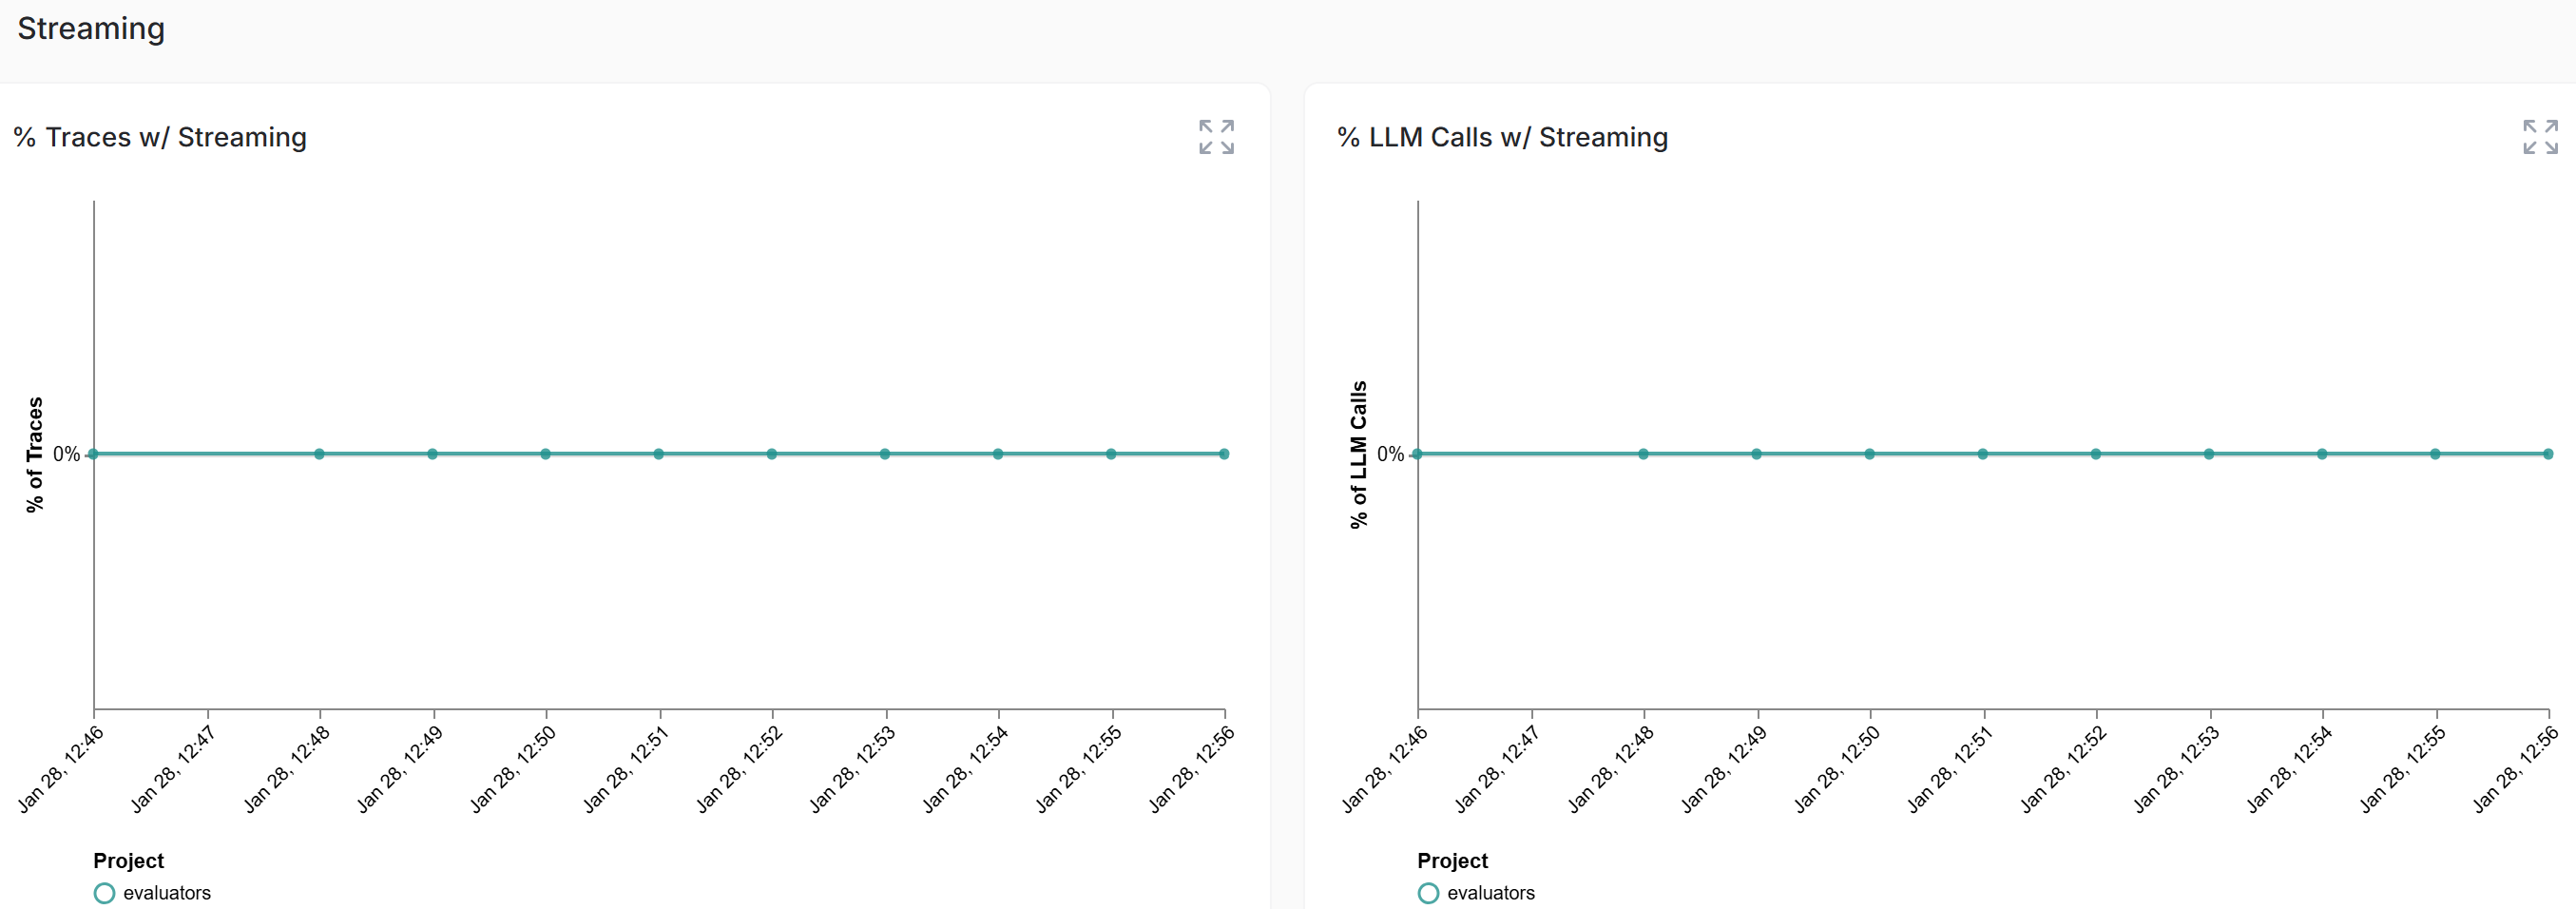 Streaming
% Traces w/ Streaming
% of Traces
0%
Jan 28, 12:46
Jan 28, 12:47
Jan 28, 12:48
Jan 28, 12:49
Jan 28, 12:50
Jan 28, 12:51
Jan 28, 12:52
Jan 28, 12:53
Jan 28, 12:54
Jan 28, 12:55
Jan 28, 12:56
Project
evaluators
% LLM Calls w/ Streaming
% of LLM Calls
0%
Jan 28, 12:46
Jan 28, 12:47
Jan 28, 12:48
Jan 28, 12:49
Jan 28, 12:50
Jan 28, 12:51
Jan 28, 12:52
Jan 28, 12:53
Jan 28, 12:54
Jan 28, 12:55
Jan 28, 12:56
Project
evaluators